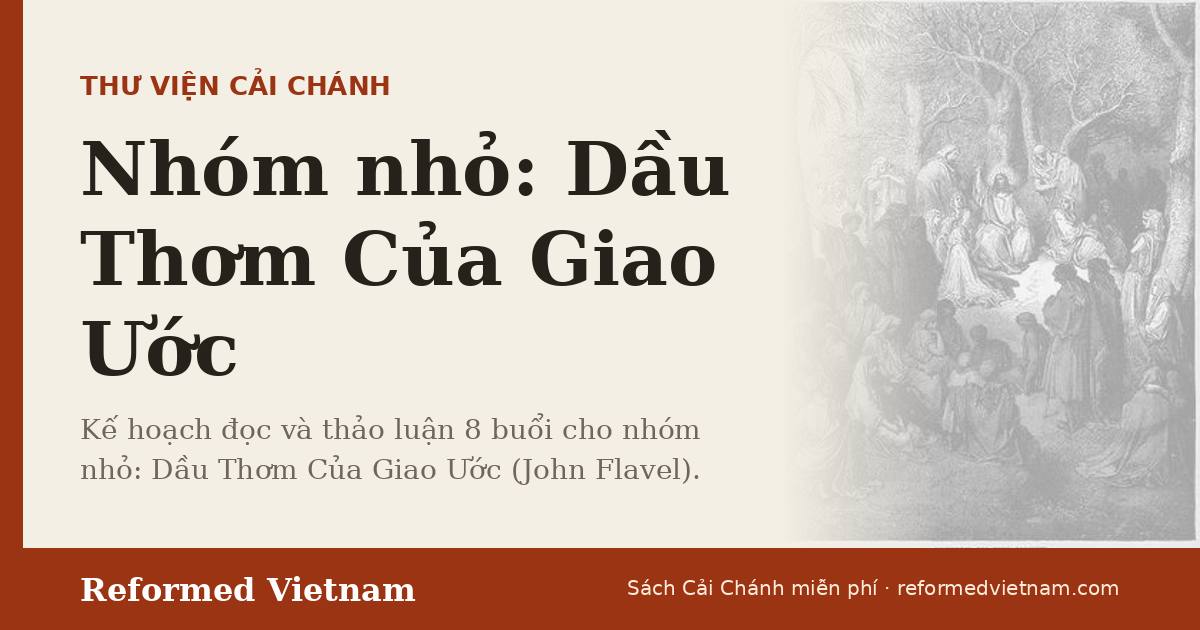 THƯ VIỆN CẢI CHÁNH
Nhóm nhỏ: Dầu
Thơm Của Giao
Ước
Kế hoạch đọc và thảo luận 8 buổi cho nhóm
nhỏ: Dầu Thơm Của Giao Ước (John Flavel).
Reformed Vietnam
Sách Cải Chánh miễn phí · reformedvietnam.com